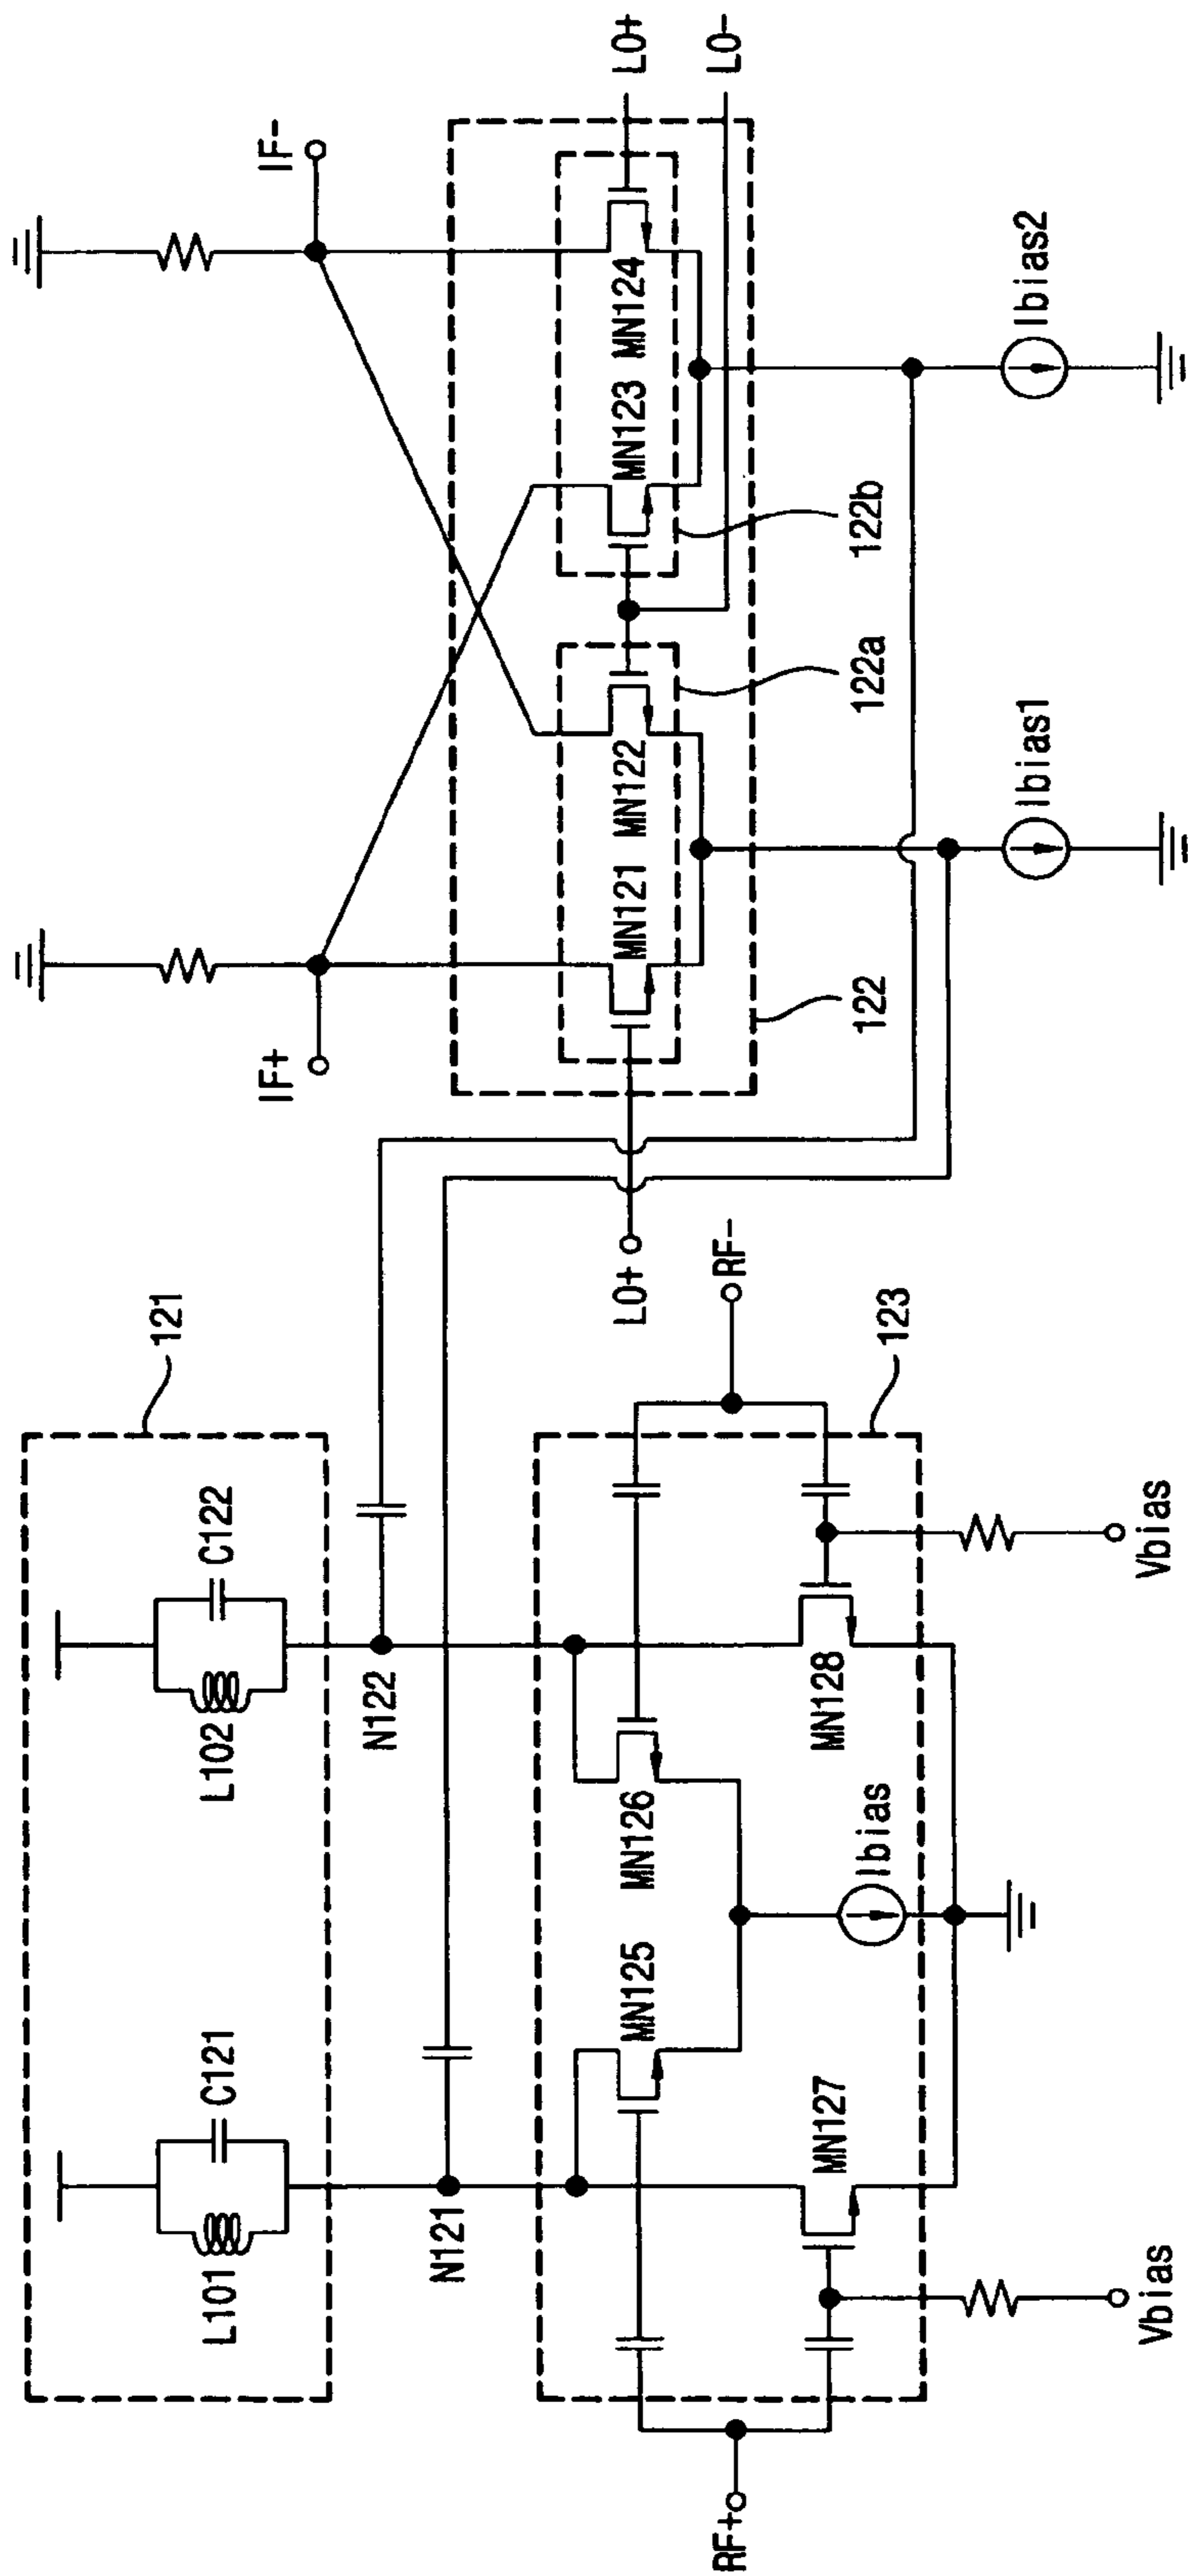 121
L101
C121
L102
C122
N121
N122
IF+
IF-
LO+
MN121
MN122
MN123
MN124
LO+
LO-
122a
122b
122
Ibias1
Ibias2
RF+
MN125
MN126
MN127
MN128
Ibias
RF-
123
Vbias
Vbias